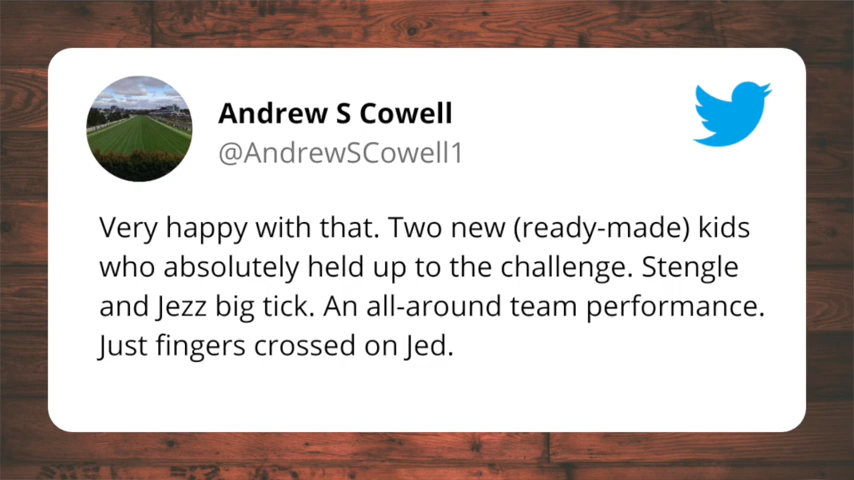 Andrew S Cowell
@AndrewSCowell1
Very happy with that. Two new (ready-made) kids
who absolutely held up to the challenge. Stengle
and Jezz big tick. An all-around team performance.
Just fingers crossed on Jed.